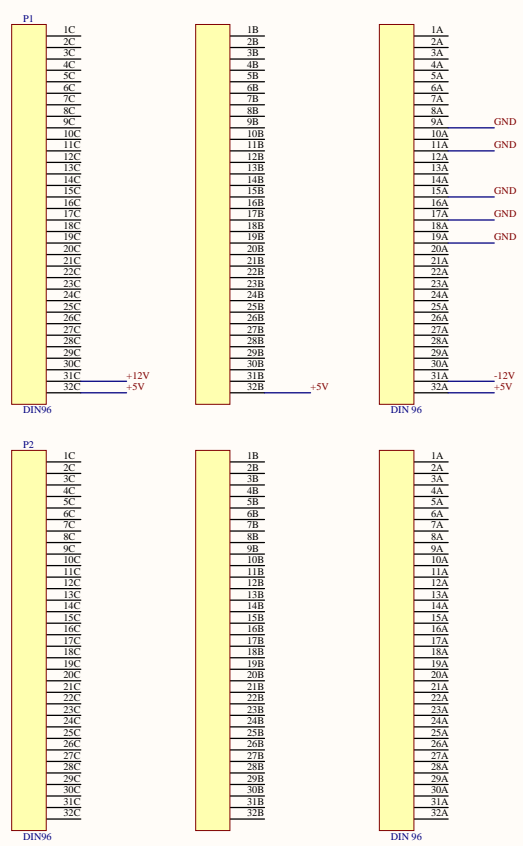 P1
1C 1B 1A
2C 2B 2A
3C 3B 3A
4C 4B 4A
5C 5B 5A
6C 6B 6A
7C 7B 7A
8C 8B 8A
9C 9B 9A GND
10C 10B 10A
11C 11B 11A GND
12C 12B 12A
13C 13B 13A
14C 14B 14A
15C 15B 15A GND
16C 16B 16A
17C 17B 17A GND
18C 18B 18A
19C 19B 19A GND
20C 20B 20A
21C 21B 21A
22C 22B 22A
23C 23B 23A
24C 24B 24A
25C 25B 25A
26C 26B 26A
27C 27B 27A
28C 28B 28A
29C 29B 29A
30C 30B 30A
31C +12V 31B 31A -12V
32C +5V 32B +5V 32A +5V
DIN96 DIN 96
P2
1C 1B 1A
2C 2B 2A
3C 3B 3A
4C 4B 4A
5C 5B 5A
6C 6B 6A
7C 7B 7A
8C 8B 8A
9C 9B 9A
10C 10B 10A
11C 11B 11A
12C 12B 12A
13C 13B 13A
14C 14B 14A
15C 15B 15A
16C 16B 16A
17C 17B 17A
18C 18B 18A
19C 19B 19A
20C 20B 20A
21C 21B 21A
22C 22B 22A
23C 23B 23A
24C 24B 24A
25C 25B 25A
26C 26B 26A
27C 27B 27A
28C 28B 28A
29C 29B 29A
30C 30B 30A
31C 31B 31A
32C 32B 32A
DIN96 DIN 96